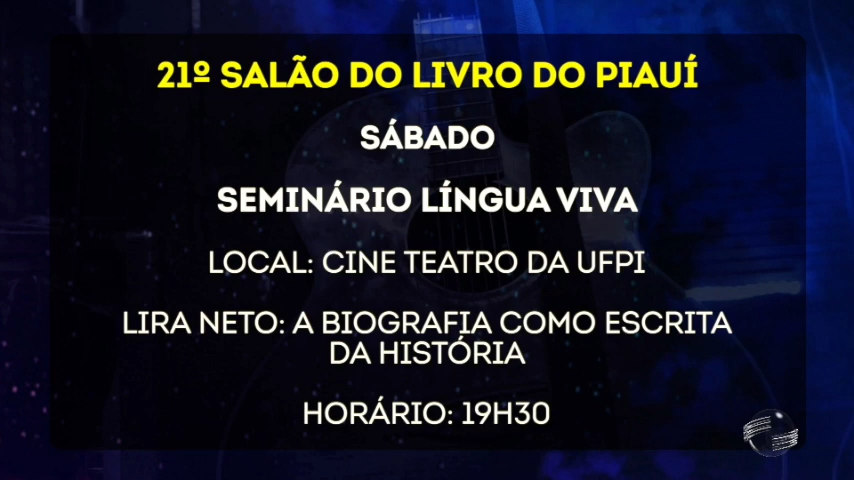 21º SALÃO DO LIVRO DO PIAUÍ
SÁBADO
SEMINÁRIO LÍNGUA VIVA
LOCAL: CINE TEATRO DA UFPI
LIRA NETO: A BIOGRAFIA COMO ESCRITA
DA HISTÓRIA
HORÁRIO: 19H30